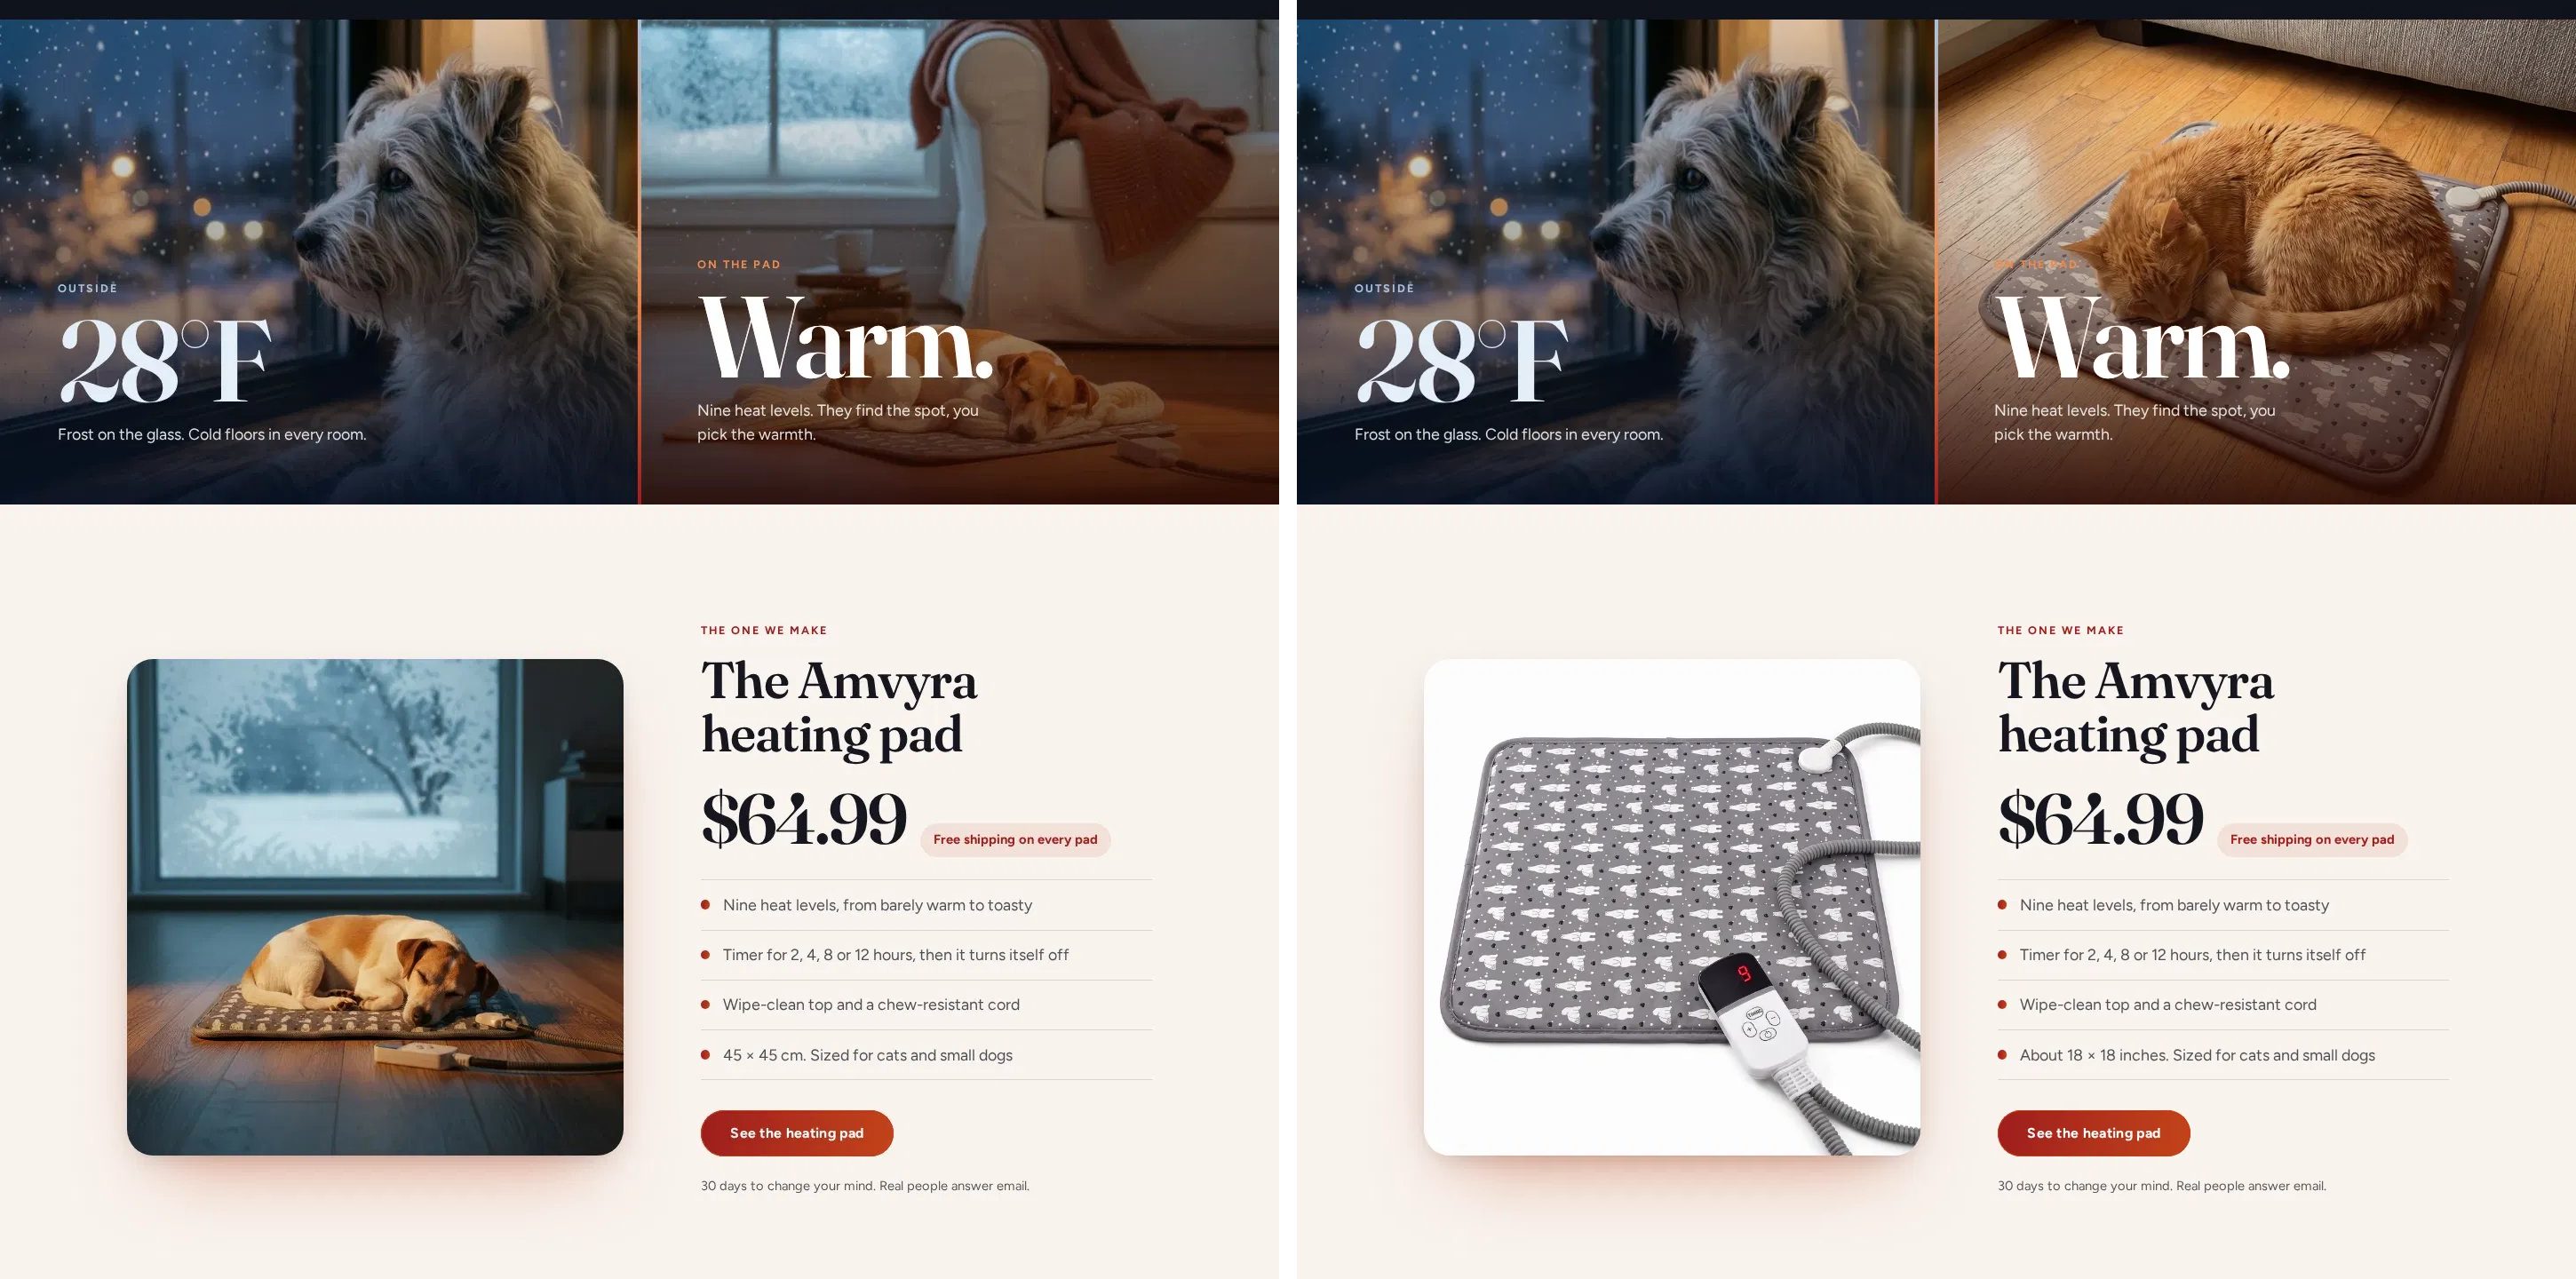 OUTSIDE
28°F
Frost on the glass. Cold floors in every room.
ON THE PAD
Warm.
Nine heat levels. They find the spot, you
pick the warmth.
THE ONE WE MAKE
The Amvyra
heating pad
$64.99
Free shipping on every pad
Nine heat levels, from barely warm to toasty
Timer for 2, 4, 8 or 12 hours, then it turns itself off
Wipe-clean top and a chew-resistant cord
45 × 45 cm. Sized for cats and small dogs
See the heating pad
30 days to change your mind. Real people answer email.
OUTSIDE
28°F
Frost on the glass. Cold floors in every room.
ON THE PAD
Warm.
Nine heat levels. They find the spot, you
pick the warmth.
9
THE ONE WE MAKE
The Amvyra
heating pad
$64.99
Free shipping on every pad
Nine heat levels, from barely warm to toasty
Timer for 2, 4, 8 or 12 hours, then it turns itself off
Wipe-clean top and a chew-resistant cord
About 18 × 18 inches. Sized for cats and small dogs
See the heating pad
30 days to change your mind. Real people answer email.